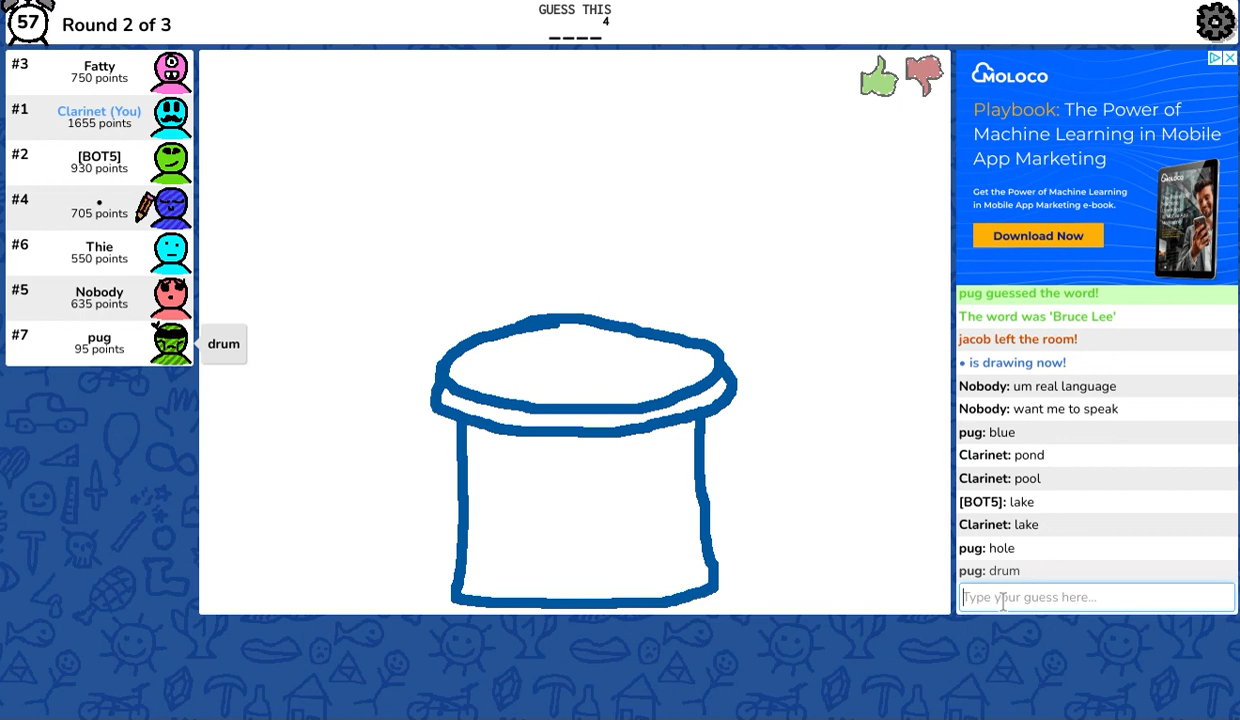 57
Round 2 of 3
GUESS THIS
4
____
#3
Fatty
750 points
#1
Clarinet (You)
1655 points
#2
[BOT5]
930 points
#4
•
705 points
#6
Thie
550 points
#5
Nobody
635 points
#7
pug
95 points
drum
MOLOCO
Playbook: The Power of
Machine Learning in Mobile
App Marketing
Get the Power of Machine Learning
in Mobile App Marketing e-book.
Download Now
pug guessed the word!
The word was 'Bruce Lee'
jacob left the room!
• is drawing now!
Nobody: um real language
Nobody: want me to speak
pug: blue
Clarinet: pond
Clarinet: pool
[BOT5]: lake
Clarinet: lake
pug: hole
pug: drum
Type your guess here...